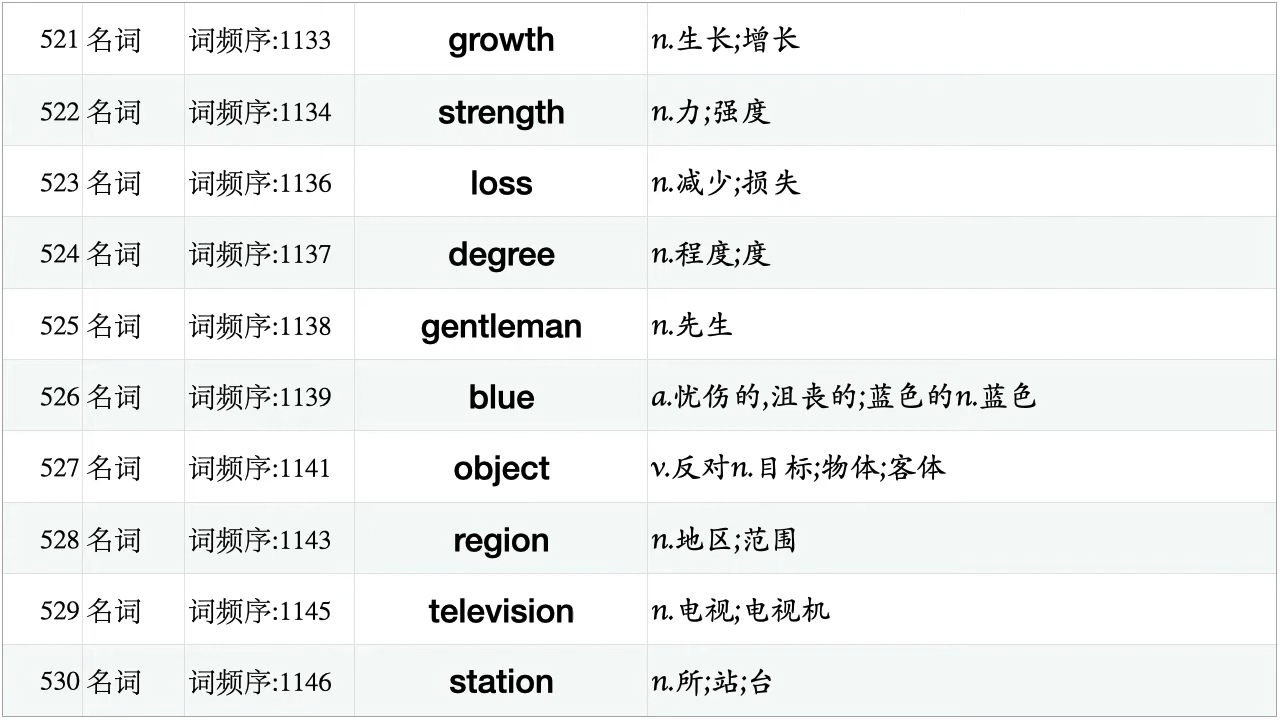 521 名词 词频序:1133 growth n.生长;增长
522 名词 词频序:1134 strength n.力;强度
523 名词 词频序:1136 loss n.减少;损失
524 名词 词频序:1137 degree n.程度;度
525 名词 词频序:1138 gentleman n.先生
526 名词 词频序:1139 blue a.忧伤的,沮丧的;蓝色的n.蓝色
527 名词 词频序:1141 object v.反对n.目标;物体;客体
528 名词 词频序:1143 region n.地区;范围
529 名词 词频序:1145 television n.电视;电视机
530 名词 词频序:1146 station n.所;站;台